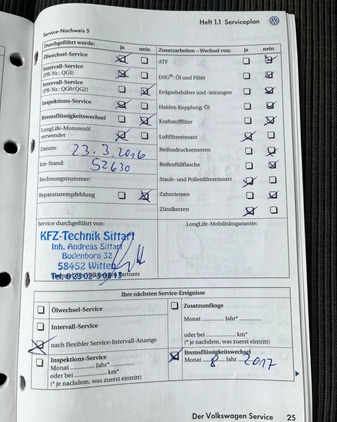 Heft 1.1 Serviceplan
Service-Nachweis 5
Durchgeführt wurde: ja nein
Ölwechsel-Service
Intervall-Service
(PR-Nr.: QGI)
Intervall-Service
(PR-Nr.: QG0/QG2)
Inspektions-Service
Bremsflüssigkeitswechsel
LongLife-Motorenöl
verwendet
Datum: 23.3.2016
km-Stand: 52630
Rechnungsnummer:
Reparaturempfehlung
Zusatzarbeiten - Wechsel von: ja nein
ATF
DSG®-Öl und Filter
Erdgasbehälter und -leitungen
Haldex-Kupplung: Öl
Kraftstofffilter
Luftfiltereinsatz
Reifendrucksensoren
Reifenfüllflasche
Staub- und Pollenfiltereinsatz
Zahnriemen
Zündkerzen
Service durchgeführt von:
LongLife-Mobilitätsgarantie:
KFZ-Technik Sittart
Inh. Andreas Sittart
Bodenborn 32
58452 Witten
Partners
Ihre nächsten Service-Ereignisse
Ölwechsel-Service
Intervall-Service
nach flexibler Service-Intervall-Anzeige
Inspektions-Service
Monat Jahr*
oder bei km*
(* je nachdem, was zuerst eintritt)
Zusatzumfänge
Monat Jahr*
oder bei km*
(* je nachdem, was zuerst eintritt)
Bremsflüssigkeitswechsel
Monat 8 Jahr 2017
Der Volkswagen Service 25